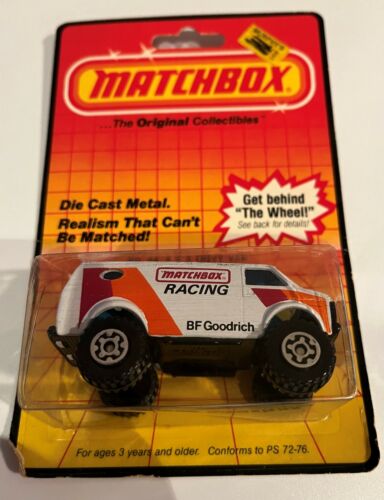 MATCHBOX
...The Original Collectibles™
Die Cast Metal.
Realism That Can't
Be Matched!
Get behind
"The Wheel!"
See back for details!
MATCHBOX
RACING
BF Goodrich
For ages 3 years and older. Conforms to PS 72-76.